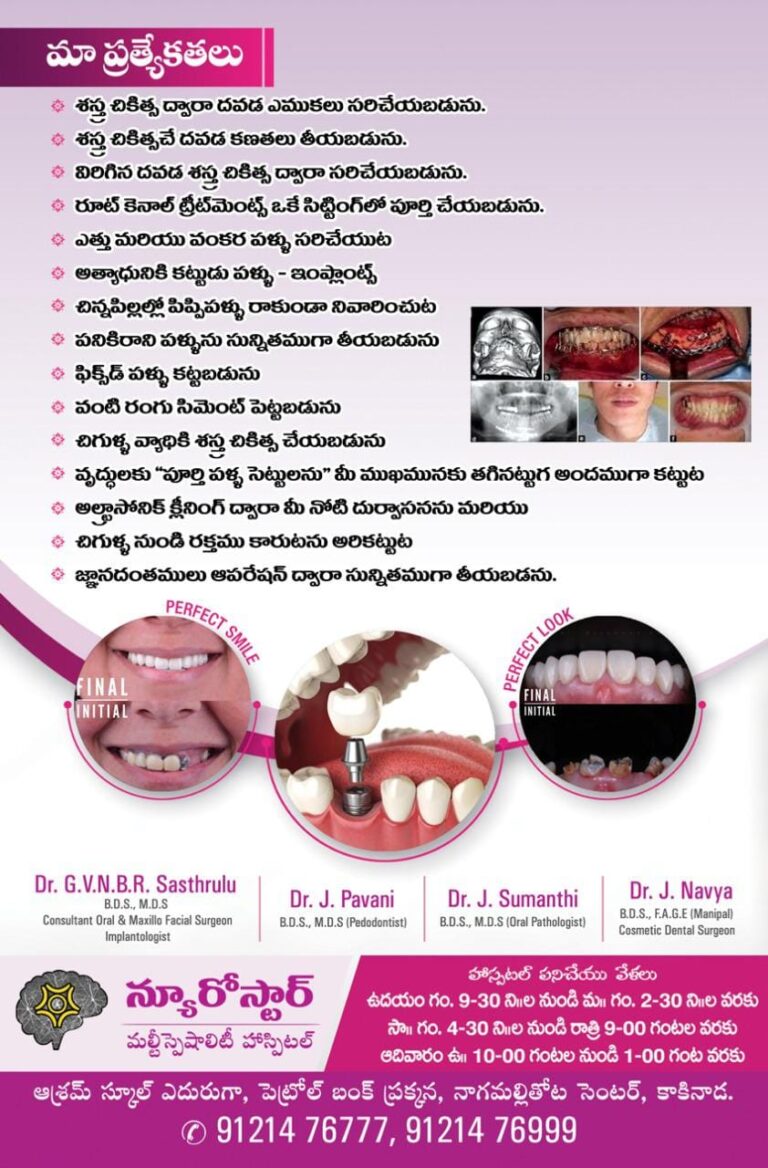 మా ప్రత్యేకతలు
శస్త్ర చికిత్స ద్వారా దవడ ఎముకలు సరిచేయబడును.
శస్త్ర చికిత్సచే దవడ కణతలు తీయబడును.
విరిగిన దవడ శస్త్ర చికిత్స ద్వారా సరిచేయబడును.
రూట్ కెనాల్ ట్రీట్‌మెంట్స్ ఒకే సిట్టింగ్‌లో పూర్తి చేయబడును.
ఎత్తు మరియు వంకర పళ్ళు సరిచేయుట
అత్యాధునికి కట్టుడు పళ్ళు - ఇంప్లాంట్స్
చిన్నపిల్లల్లో పిప్పిపళ్ళు రాకుండా నివారించుట
పనికిరాని పళ్ళును సున్నితముగా తీయబడును
ఫిక్స్‌డ్ పళ్ళు కట్టబడును
వంటి రంగు సిమెంట్ పెట్టబడును
చిగుళ్ళ వ్యాధికి శస్త్ర చికిత్స చేయబడును
వృద్ధులకు "పూర్తి పళ్ళ సెట్టులను" మీ ముఖమునకు తగినట్టుగ అందముగా కట్టుట
అల్ట్రాసోనిక్ క్లీనింగ్ ద్వారా మీ నోటి దుర్వాసనను మరియు
చిగుళ్ళ నుండి రక్తము కారుటను అరికట్టుట
జ్ఞానదంతములు ఆపరేషన్ ద్వారా సున్నితముగా తీయబడను.
PERFECT SMILE
FINAL
INITIAL
PERFECT LOOK
FINAL
INITIAL
Dr. G.V.N.B.R. Sasthrulu
B.D.S., M.D.S
Consultant Oral & Maxillo Facial Surgeon
Implantologist
Dr. J. Pavani
B.D.S., M.D.S (Pedodontist)
Dr. J. Sumanthi
B.D.S., M.D.S (Oral Pathologist)
Dr. J. Navya
B.D.S., F.A.G.E (Manipal)
Cosmetic Dental Surgeon
న్యూరోస్టార్
మల్టీస్పెషాలిటీ హాస్పిటల్
హాస్పటల్ పనిచేయు వేళలు
ఉదయం గం. 9-30 ని॥ల నుండి మ॥ గం. 2-30 ని॥ల వరకు
సా॥ గం. 4-30 ని॥ల నుండి రాత్రి 9-00 గంటల వరకు
ఆదివారం ఉ॥ 10-00 గంటల నుండి 1-00 గంట వరకు
ఆశ్రమ్ స్కూల్ ఎదురుగా, పెట్రోల్ బంక్ ప్రక్కన, నాగమల్లితోట సెంటర్, కాకినాడ.
✆ 91214 76777, 91214 76999